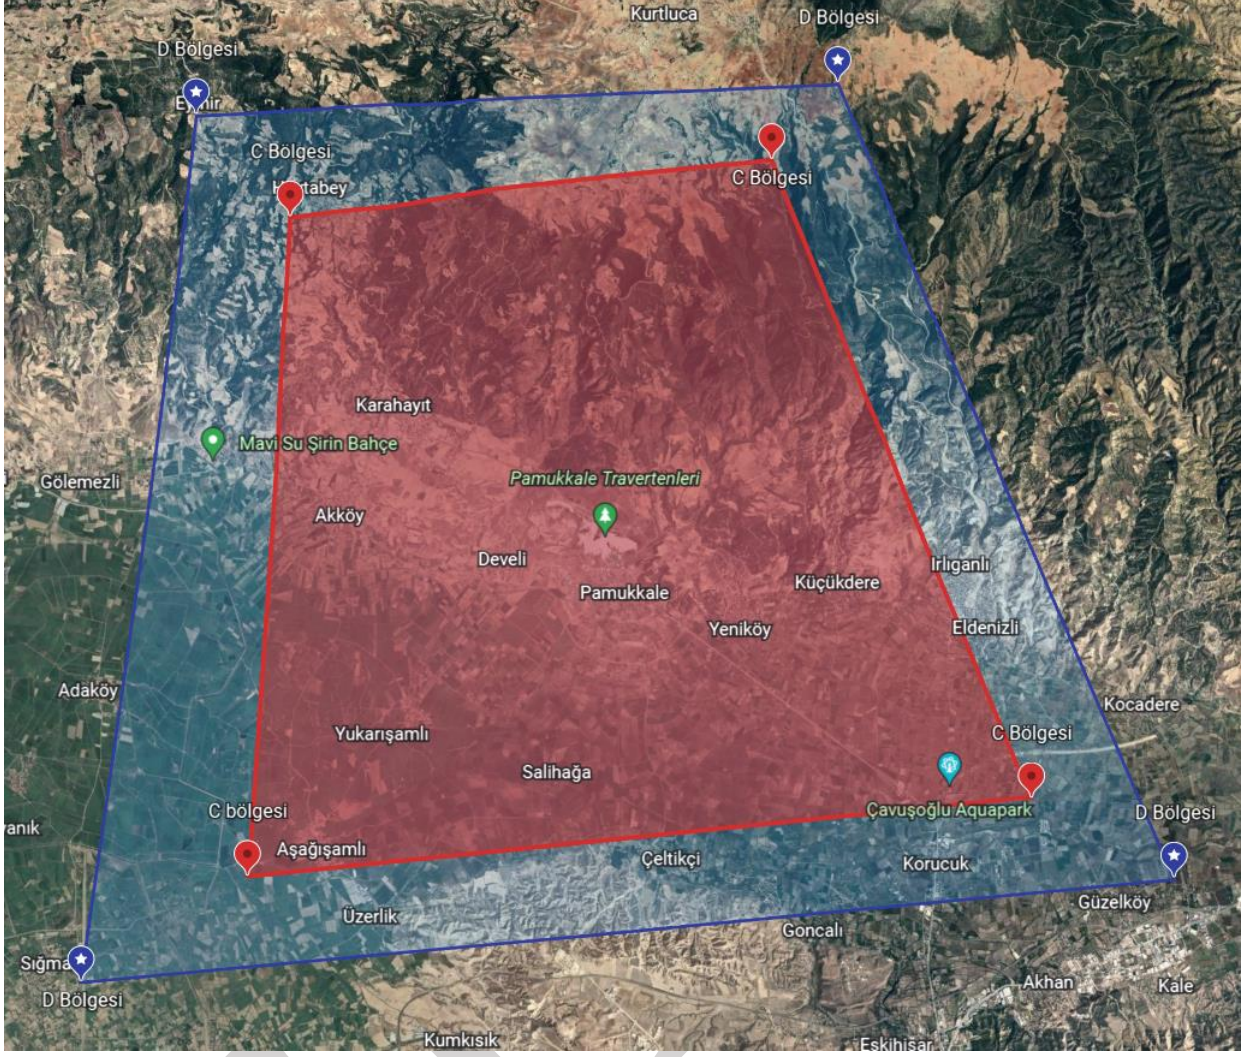 Kurtluca
D Bölgesi
D Bölgesi
C Bölgesi
C Bölgesi
Karahayıt
Mavi Su Şirin Bahçe
Pamukkale Travertenleri
Gölemezli
Akköy
Develi
Irlıganlı
Küçükdere
Pamukkale
Yeniköy
Eldenizli
Adaköy
Kocadere
Yukarışamlı
C Bölgesi
Salihağa
C bölgesi
Çavuşoğlu Aquapark
D Bölgesi
Aşağışamlı
Çeltikçi
Korucuk
Üzerlik
Güzelköy
Goncalı
Akhan
Kale
D Bölgesi
Kumkısık
Eskihisar